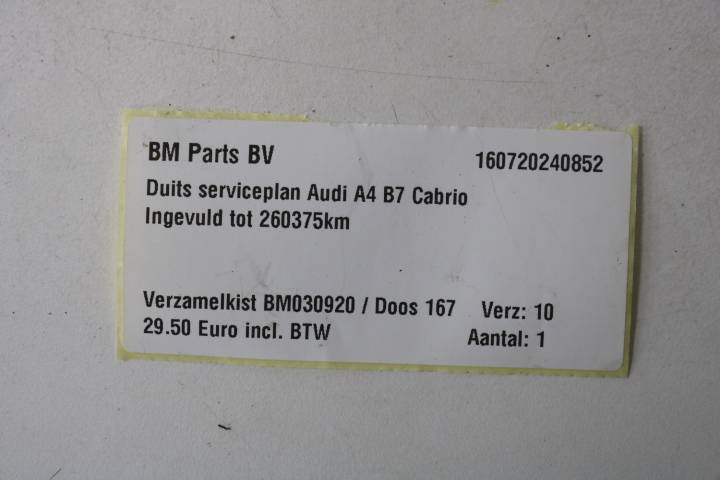 BM Parts BV 160720240852
Duits serviceplan Audi A4 B7 Cabrio
Ingevuld tot 260375km
Verzamelkist BM030920 / Doos 167 Verz: 10
29.50 Euro incl. BTW Aantal: 1